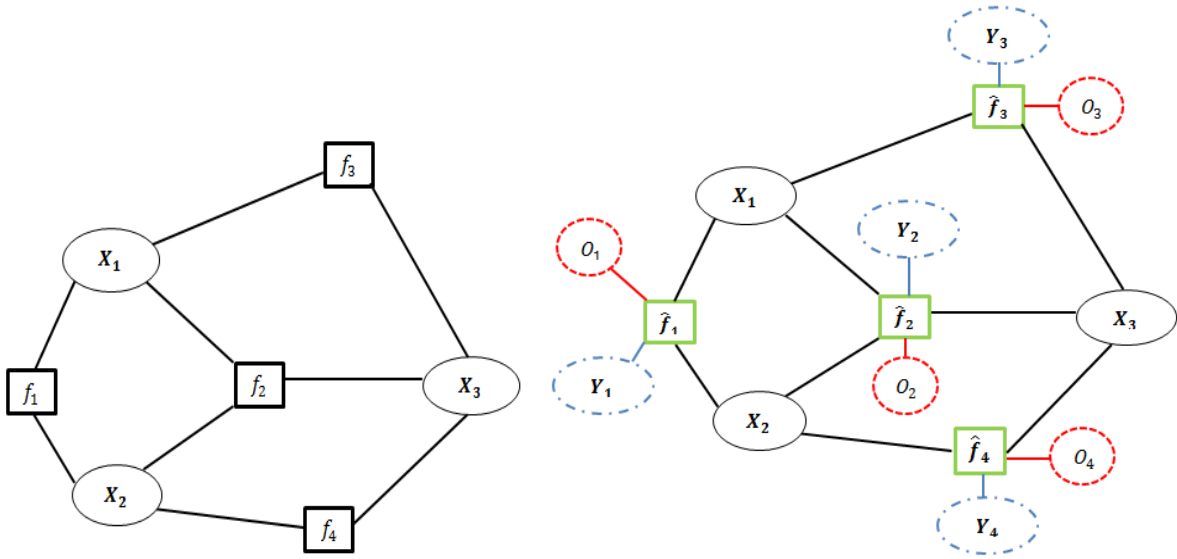 f₃
X₁
f₁
f₂
X₃
X₂
f₄
Y₃
f̂₃
O₃
X₁
Y₂
O₁
f̂₁
f̂₂
X₃
Y₁
O₂
X₂
f̂₄
O₄
Y₄